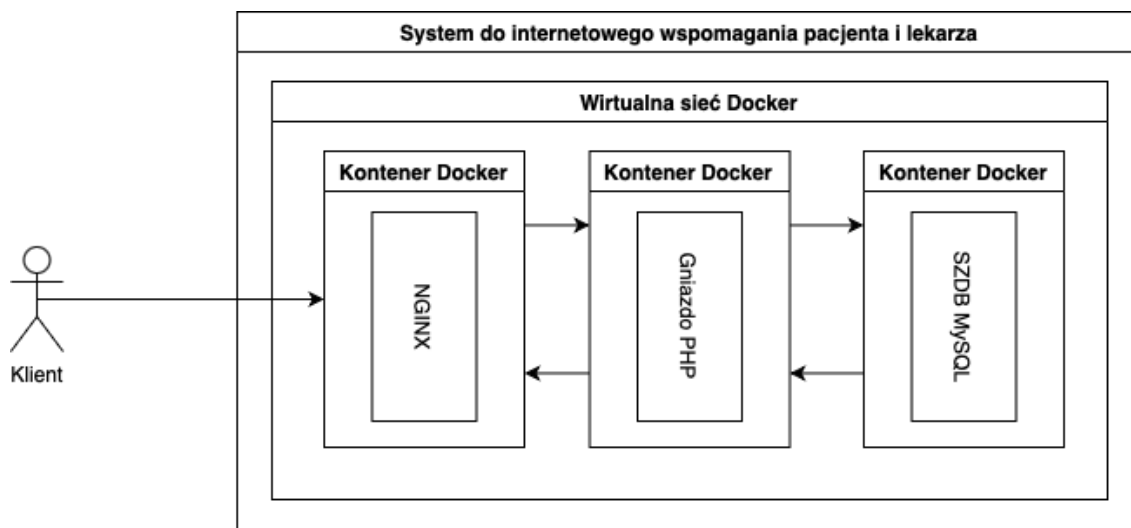 System do internetowego wspomagania pacjenta i lekarza
Wirtualna sieć Docker
Kontener Docker
Kontener Docker
Kontener Docker
NGINX
Gniazdo PHP
SZDB MySQL
Klient